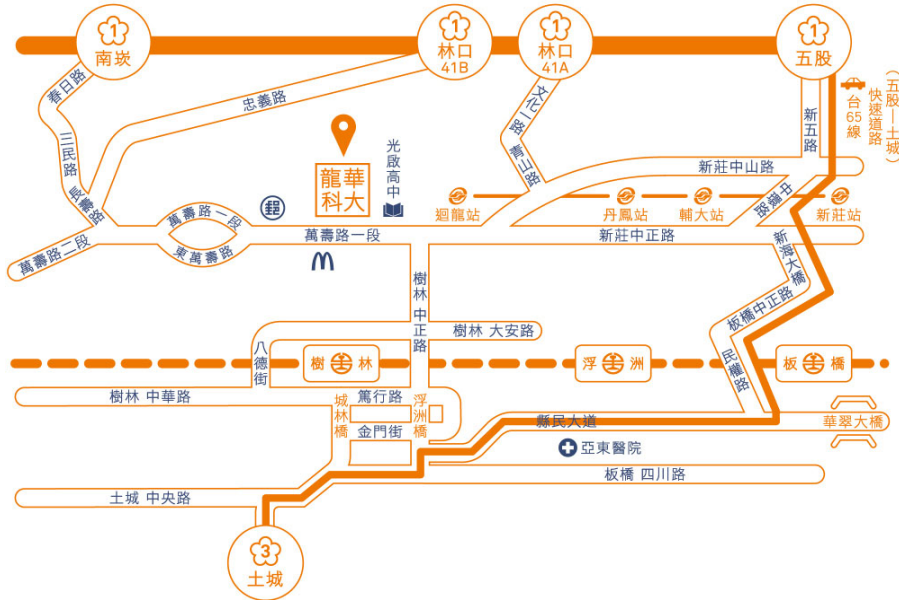 1
南崁
1
林口
41B
1
林口
41A
1
五股
春日路
忠義路
文化一路
新五路
台65線
快速道路
(五股—土城)
三民路
光啟高中
青山路
新莊中山路
龍華
科大
長壽路
郵
迴龍站
丹鳳站
輔大站
中華路
新莊站
萬壽路一段
萬壽路二段
東萬壽路
萬壽路一段
新莊中正路
新海大橋
樹林 中正路
板橋中正路
樹林 大安路
八德街
樹林
浮洲
板橋
民權路
樹林 中華路
城林橋
篤行路
浮洲橋
金門街
縣民大道
華翠大橋
亞東醫院
板橋 四川路
土城 中央路
3
土城